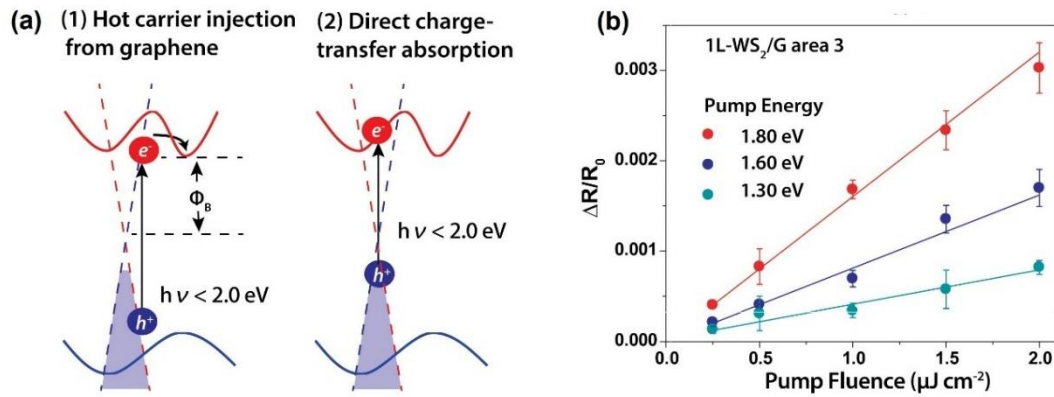 (a)
(1) Hot carrier injection
from graphene
(2) Direct charge-
transfer absorption
e-
ΦB
h ν < 2.0 eV
h+
e-
h ν < 2.0 eV
h+
(b)
1L-WS2/G area 3
Pump Energy
1.80 eV
1.60 eV
1.30 eV
ΔR/R0
0.003
0.002
0.001
0.000
0.0
0.5
1.0
1.5
2.0
Pump Fluence (μJ cm-2)